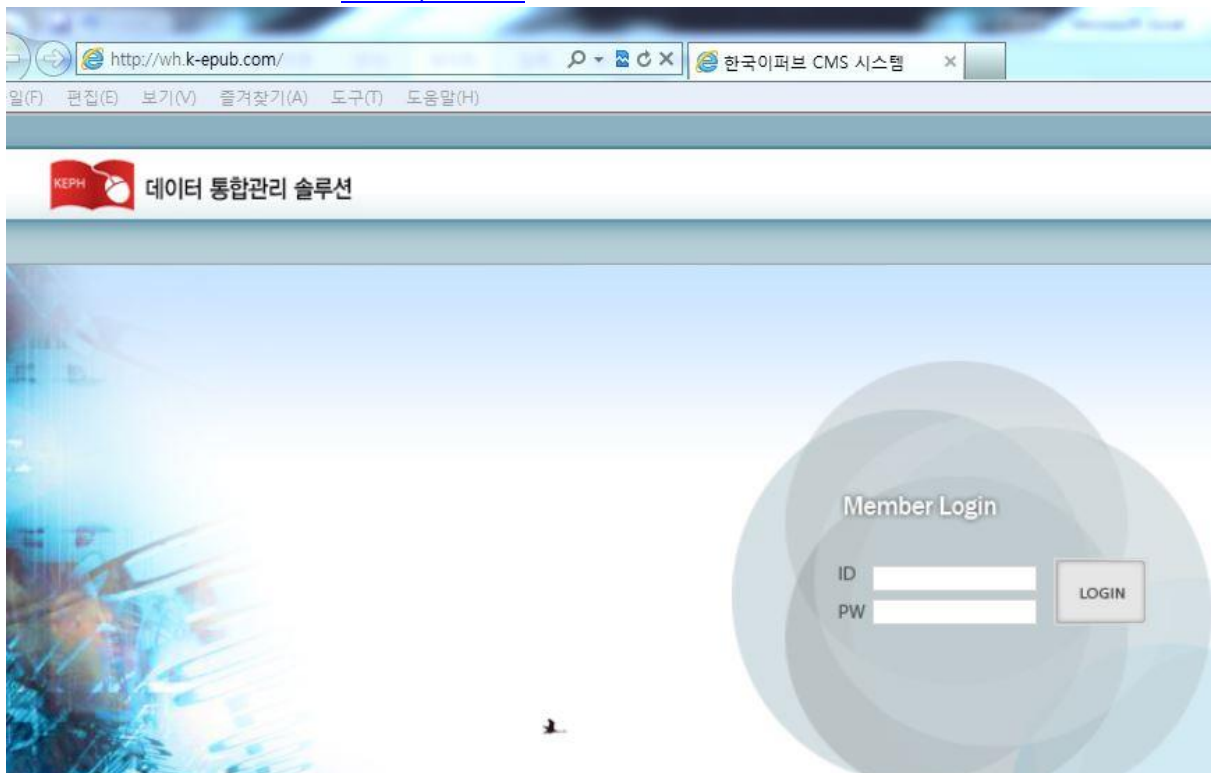 http://wh.k-epub.com/
한국이퍼브 CMS 시스템
일(F) 편집(E) 보기(V) 즐겨찾기(A) 도구(T) 도움말(H)
KEPH 데이터 통합관리 솔루션
Member Login
ID
LOGIN
PW